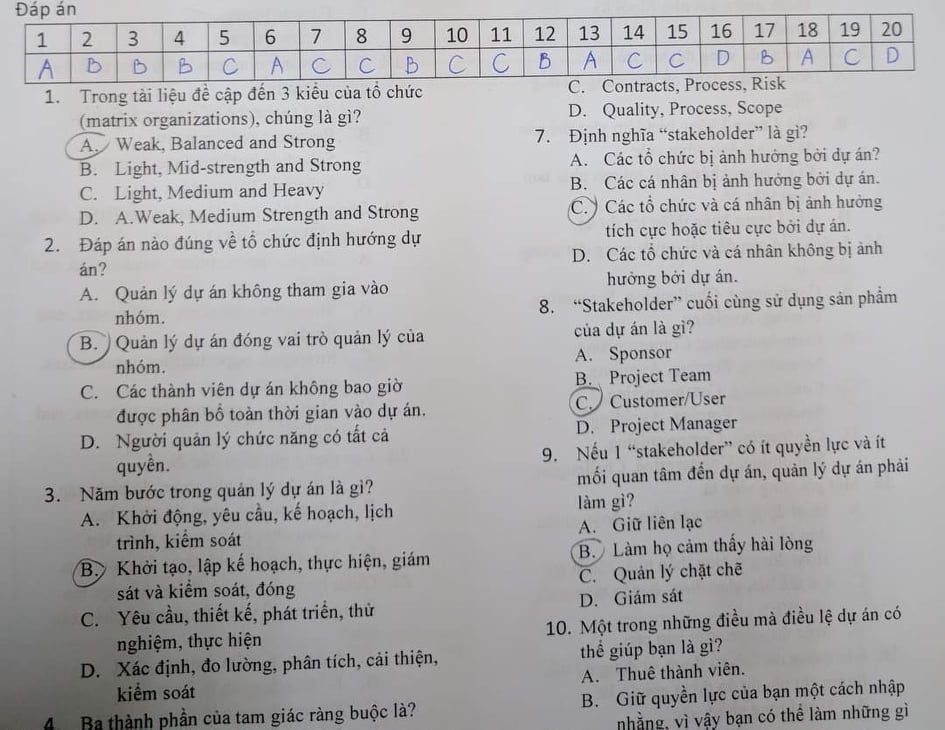 Đáp án
1 2 3 4 5 6 7 8 9 10 11 12 13 14 15 16 17 18 19 20
A B B B C A C C B C C B A C C D B A C D
1. Trong tài liệu đề cập đến 3 kiểu của tổ chức
(matrix organizations), chúng là gì?
A. Weak, Balanced and Strong
B. Light, Mid-strength and Strong
C. Light, Medium and Heavy
D. A.Weak, Medium Strength and Strong
2. Đáp án nào đúng về tổ chức định hướng dự
án?
A. Quản lý dự án không tham gia vào
nhóm.
B. Quản lý dự án đóng vai trò quản lý của
nhóm.
C. Các thành viên dự án không bao giờ
được phân bổ toàn thời gian vào dự án.
D. Người quản lý chức năng có tất cả
quyền.
3. Năm bước trong quản lý dự án là gì?
A. Khởi động, yêu cầu, kế hoạch, lịch
trình, kiểm soát
B. Khởi tạo, lập kế hoạch, thực hiện, giám
sát và kiểm soát, đóng
C. Yêu cầu, thiết kế, phát triển, thử
nghiệm, thực hiện
D. Xác định, đo lường, phân tích, cải thiện,
kiểm soát
4. Ba thành phần của tam giác ràng buộc là?
C. Contracts, Process, Risk
D. Quality, Process, Scope
7. Định nghĩa “stakeholder” là gì?
A. Các tổ chức bị ảnh hưởng bởi dự án?
B. Các cá nhân bị ảnh hưởng bởi dự án.
C. Các tổ chức và cá nhân bị ảnh hưởng
tích cực hoặc tiêu cực bởi dự án.
D. Các tổ chức và cá nhân không bị ảnh
hưởng bởi dự án.
8. “Stakeholder” cuối cùng sử dụng sản phẩm
của dự án là gì?
A. Sponsor
B. Project Team
C. Customer/User
D. Project Manager
9. Nếu 1 “stakeholder” có ít quyền lực và ít
mối quan tâm đến dự án, quản lý dự án phải
làm gì?
A. Giữ liên lạc
B. Làm họ cảm thấy hài lòng
C. Quản lý chặt chẽ
D. Giám sát
10. Một trong những điều mà điều lệ dự án có
thể giúp bạn là gì?
A. Thuê thành viên.
B. Giữ quyền lực của bạn một cách nhập
nhằng, vì vậy bạn có thể làm những gì